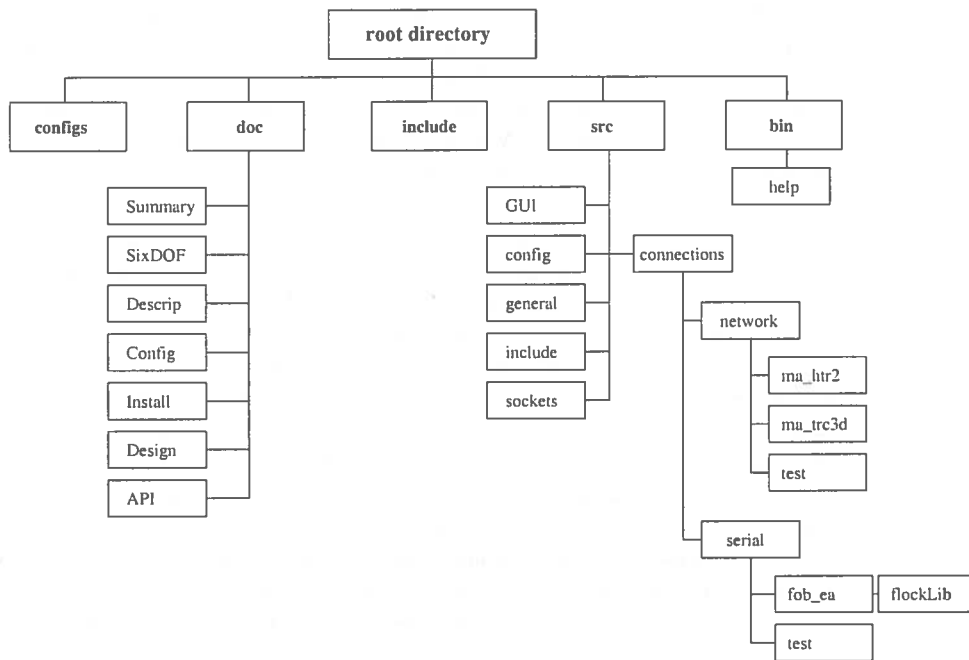 root directory
configs
doc
include
src
bin
help
Summary
SixDOF
Descrip
Config
Install
Design
API
GUI
config
general
include
sockets
connections
network
ma_htr2
ma_trc3d
test
serial
fob_ea
flockLib
test